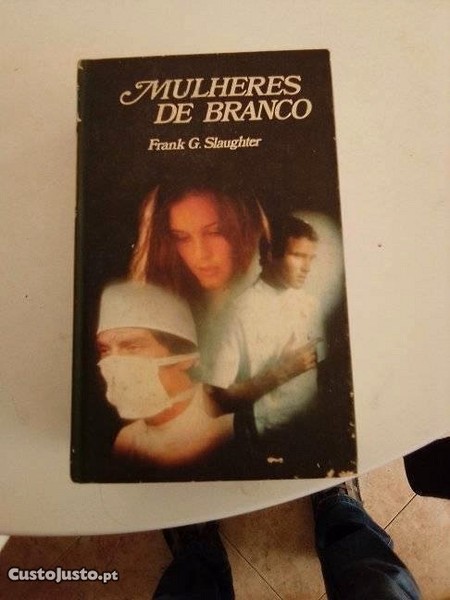 MULHERES
DE BRANCO
Frank G. Slaughter
CustoJusto.pt